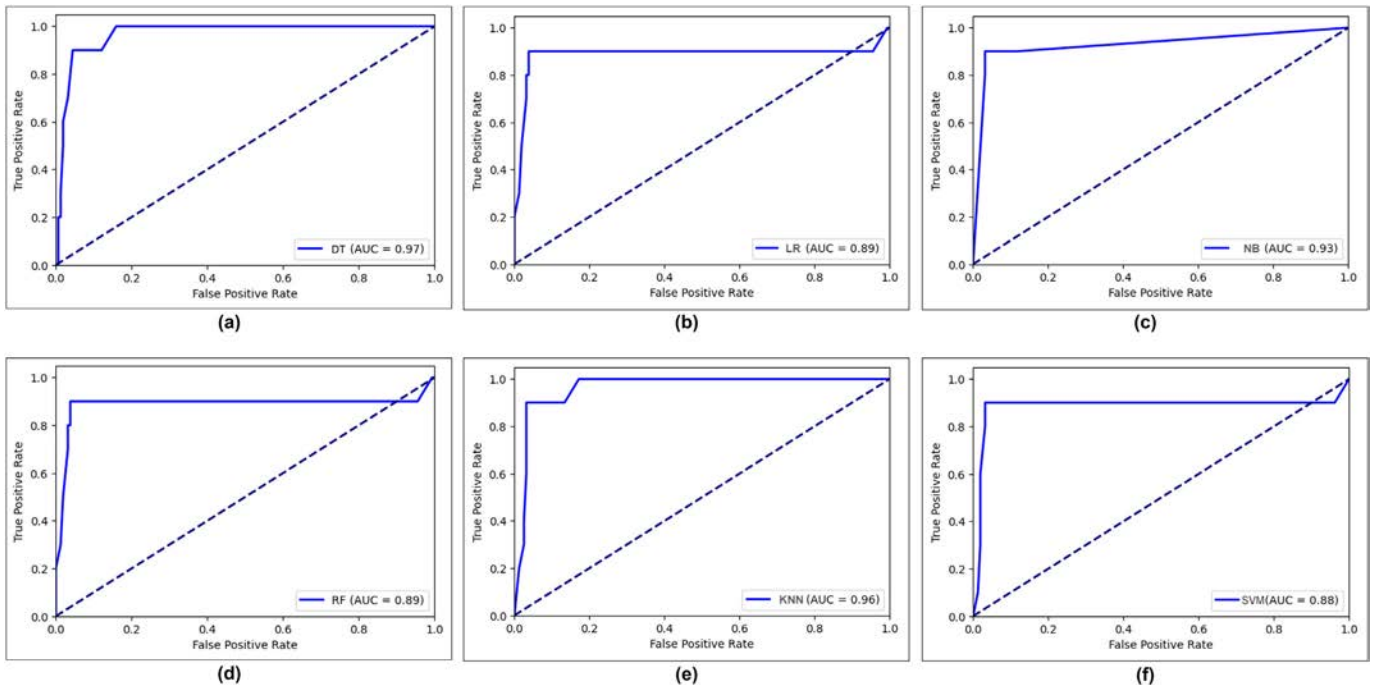 1.0
0.8
0.6
0.4
0.2
0.0
True Positive Rate
DT (AUC = 0.97)
0.0 0.2 0.4 0.6 0.8 1.0
False Positive Rate
(a)
1.0
0.8
0.6
0.4
0.2
0.0
True Positive Rate
LR (AUC = 0.89)
0.0 0.2 0.4 0.6 0.8 1.0
False Positive Rate
(b)
1.0
0.8
0.6
0.4
0.2
0.0
True Positive Rate
NB (AUC = 0.93)
0.0 0.2 0.4 0.6 0.8 1.0
False Positive Rate
(c)
1.0
0.8
0.6
0.4
0.2
0.0
True Positive Rate
RF (AUC = 0.89)
0.0 0.2 0.4 0.6 0.8 1.0
False Positive Rate
(d)
1.0
0.8
0.6
0.4
0.2
0.0
True Positive Rate
KNN (AUC = 0.96)
0.0 0.2 0.4 0.6 0.8 1.0
False Positive Rate
(e)
1.0
0.8
0.6
0.4
0.2
0.0
True Positive Rate
SVM(AUC = 0.88)
0.0 0.2 0.4 0.6 0.8 1.0
False Positive Rate
(f)